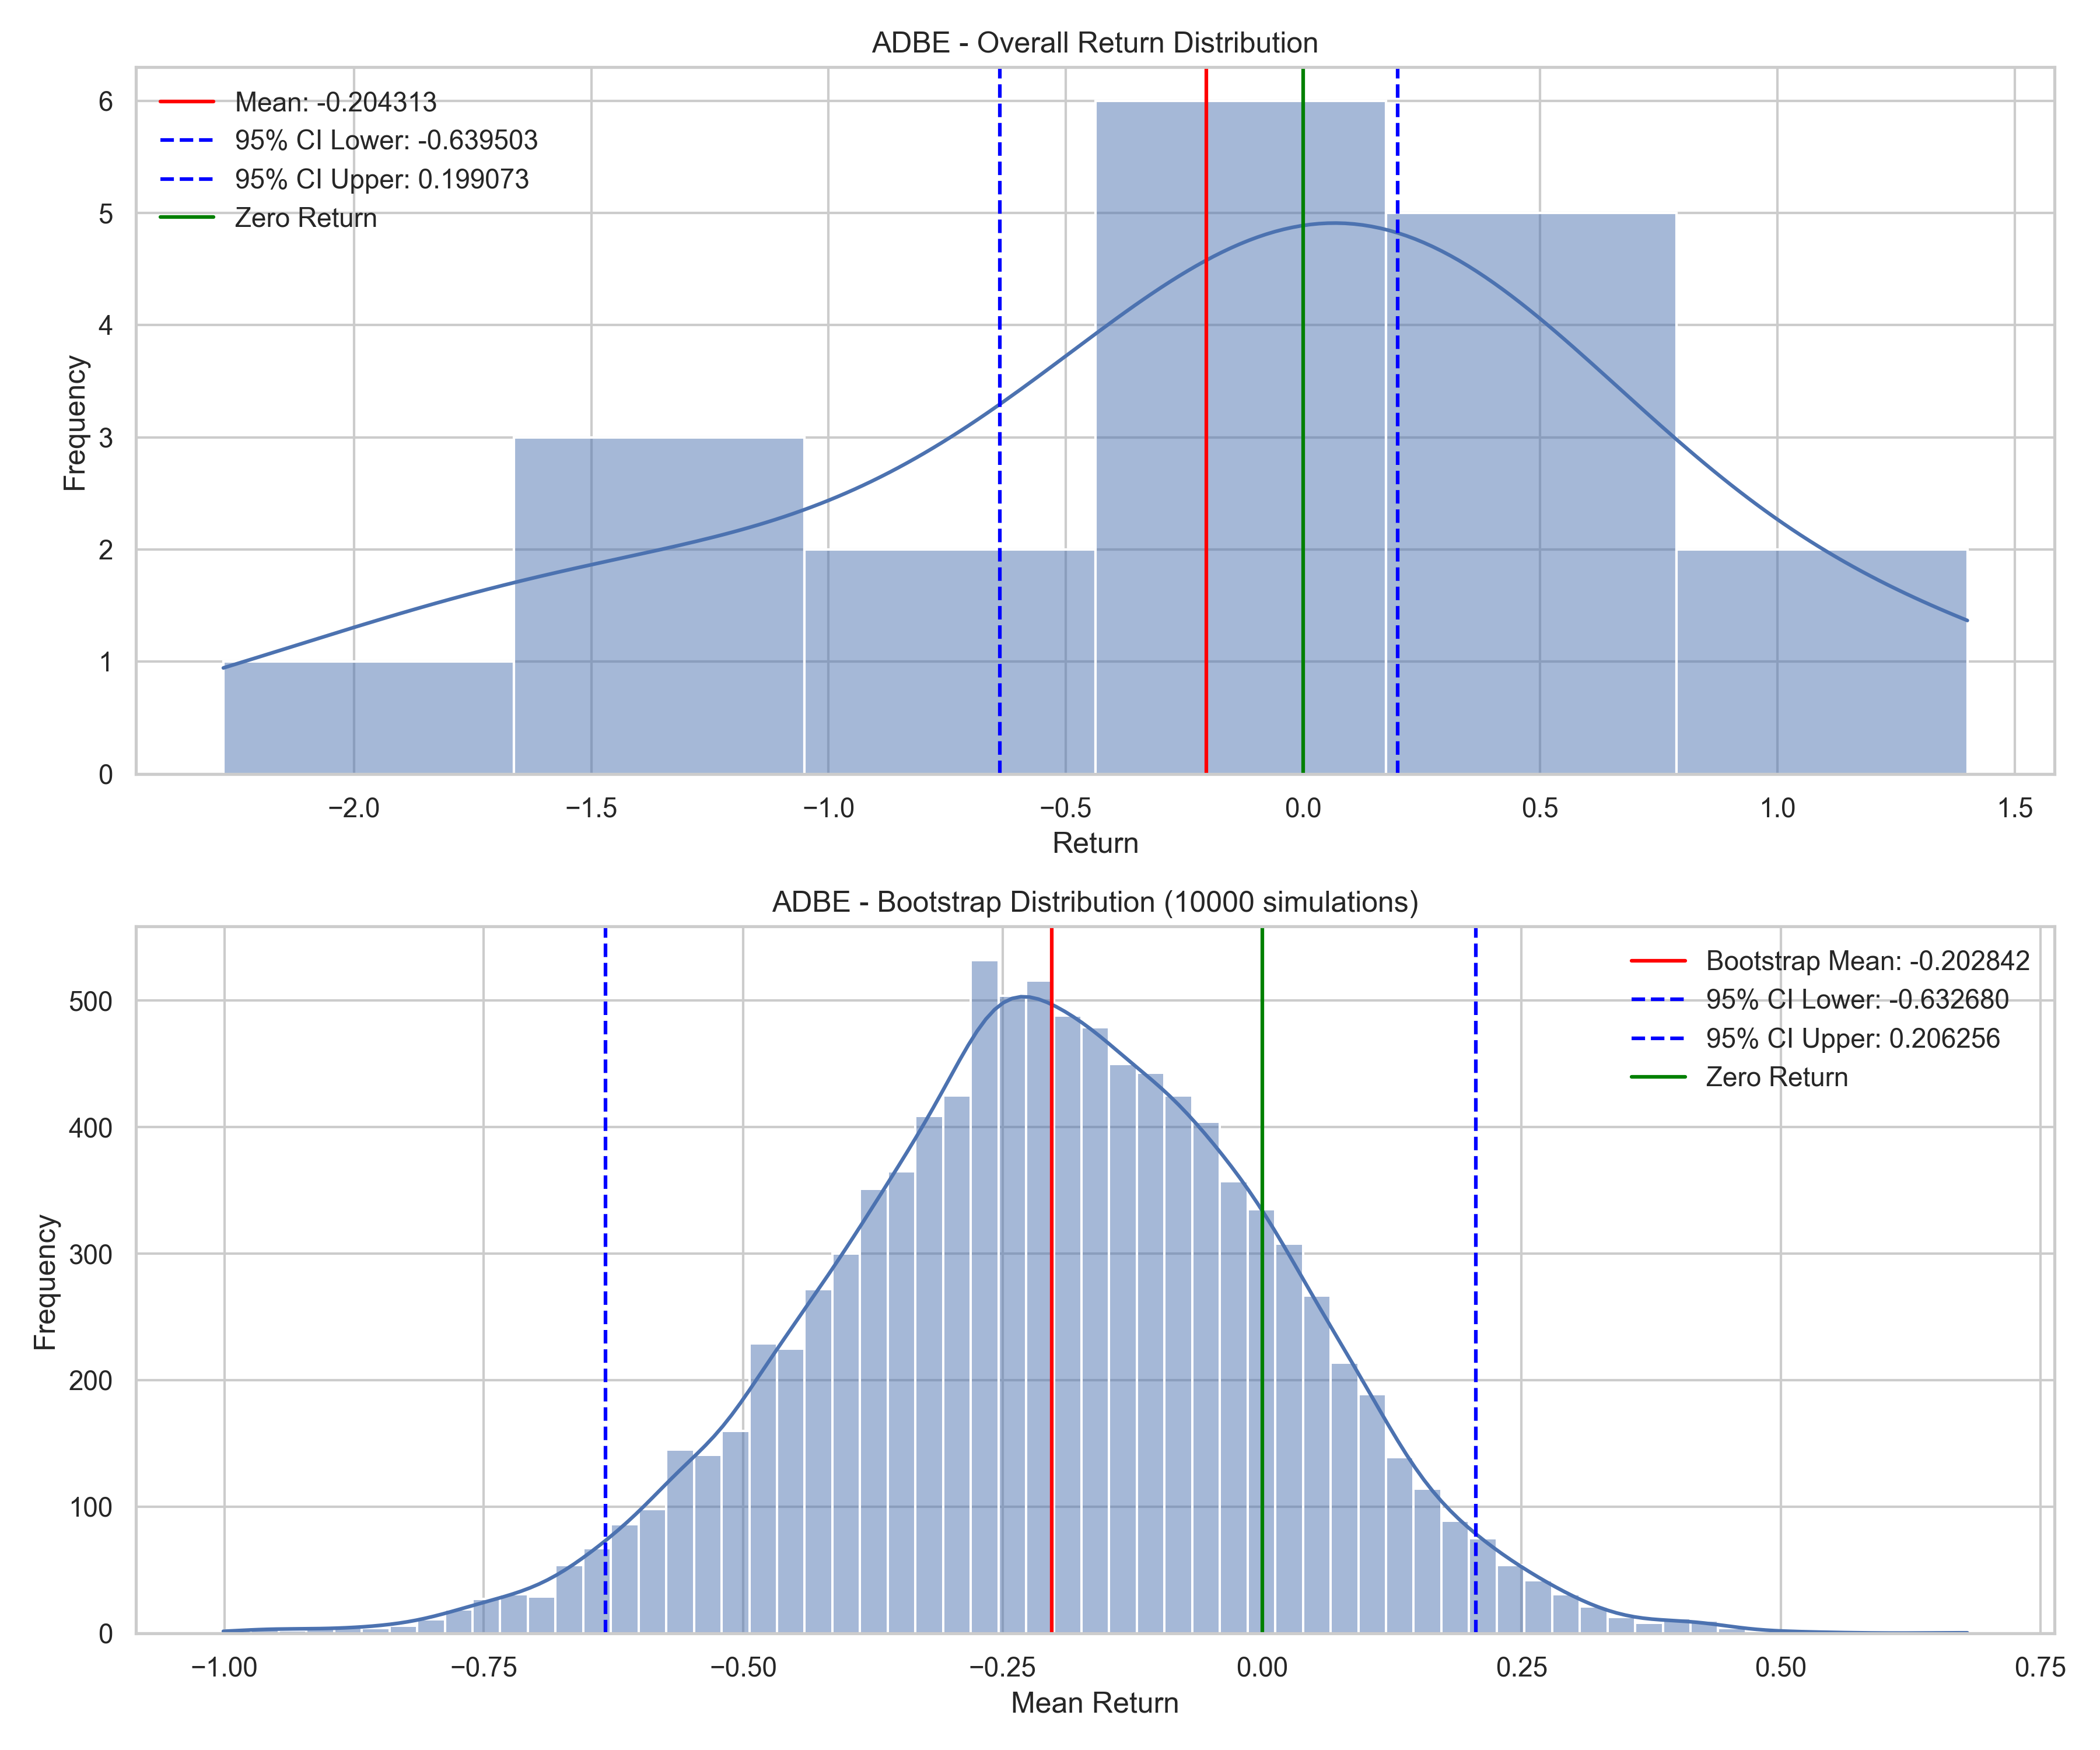 ADBE - Overall Return Distribution
Mean: -0.204313
95% CI Lower: -0.639503
95% CI Upper: 0.199073
Zero Return
Frequency
6
5
4
3
2
1
0
−2.0 −1.5 −1.0 −0.5 0.0 0.5 1.0 1.5
Return
ADBE - Bootstrap Distribution (10000 simulations)
Bootstrap Mean: -0.202842
95% CI Lower: -0.632680
95% CI Upper: 0.206256
Zero Return
Frequency
500
400
300
200
100
0
−1.00 −0.75 −0.50 −0.25 0.00 0.25 0.50 0.75
Mean Return